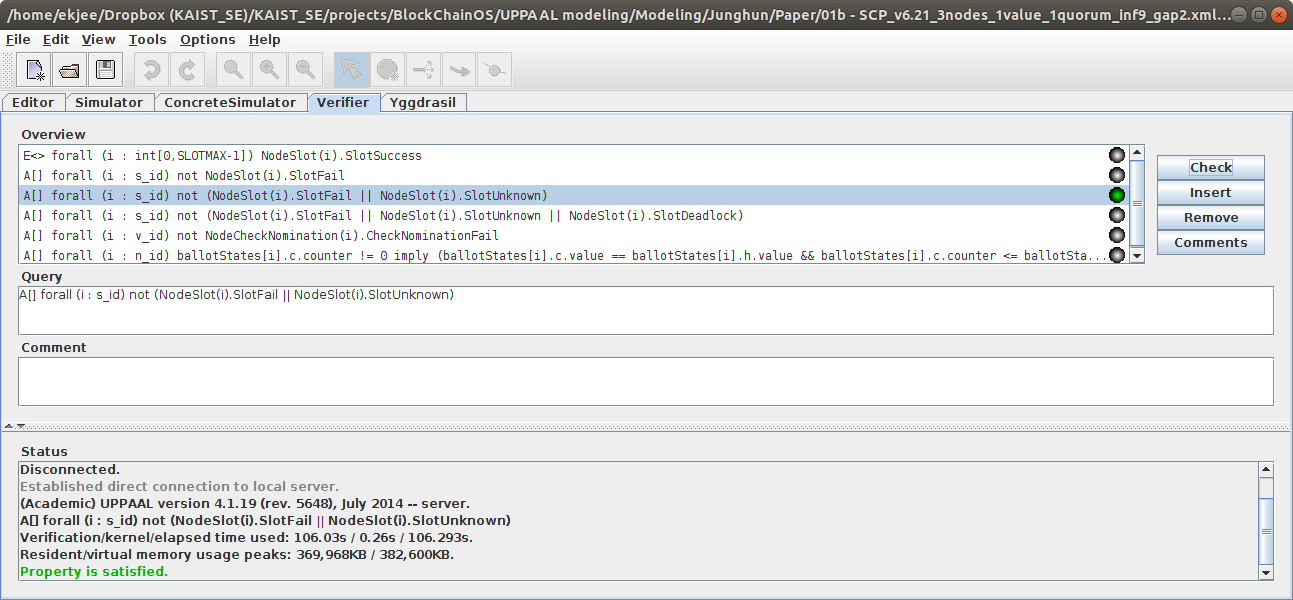 /home/ekjee/Dropbox (KAIST_SE)/KAIST_SE/projects/BlockChainOS/UPPAAL modeling/Modeling/Junghun/Paper/01b - SCP_v6.21_3nodes_1value_1quorum_inf9_gap2.xml...
File Edit View Tools Options Help
Editor Simulator ConcreteSimulator Verifier Yggdrasil
Overview
E<> forall (i : int[0,SLOTMAX-1]) NodeSlot(i).SlotSuccess
A[] forall (i : s_id) not NodeSlot(i).SlotFail
Check
A[] forall (i : s_id) not (NodeSlot(i).SlotFail || NodeSlot(i).SlotUnknown)
Insert
A[] forall (i : s_id) not (NodeSlot(i).SlotFail || NodeSlot(i).SlotUnknown || NodeSlot(i).SlotDeadlock)
Remove
A[] forall (i : v_id) not NodeCheckNomination(i).CheckNominationFail
Comments
A[] forall (i : n_id) ballotStates[i].c.counter != 0 imply (ballotStates[i].c.value == ballotStates[i].h.value && ballotStates[i].c.counter <= ballotSta...
Query
A[] forall (i : s_id) not (NodeSlot(i).SlotFail || NodeSlot(i).SlotUnknown)
Comment
Status
Disconnected.
Established direct connection to local server.
(Academic) UPPAAL version 4.1.19 (rev. 5648), July 2014 -- server.
A[] forall (i : s_id) not (NodeSlot(i).SlotFail || NodeSlot(i).SlotUnknown)
Verification/kernel/elapsed time used: 106.03s / 0.26s / 106.293s.
Resident/virtual memory usage peaks: 369,968KB / 382,600KB.
Property is satisfied.